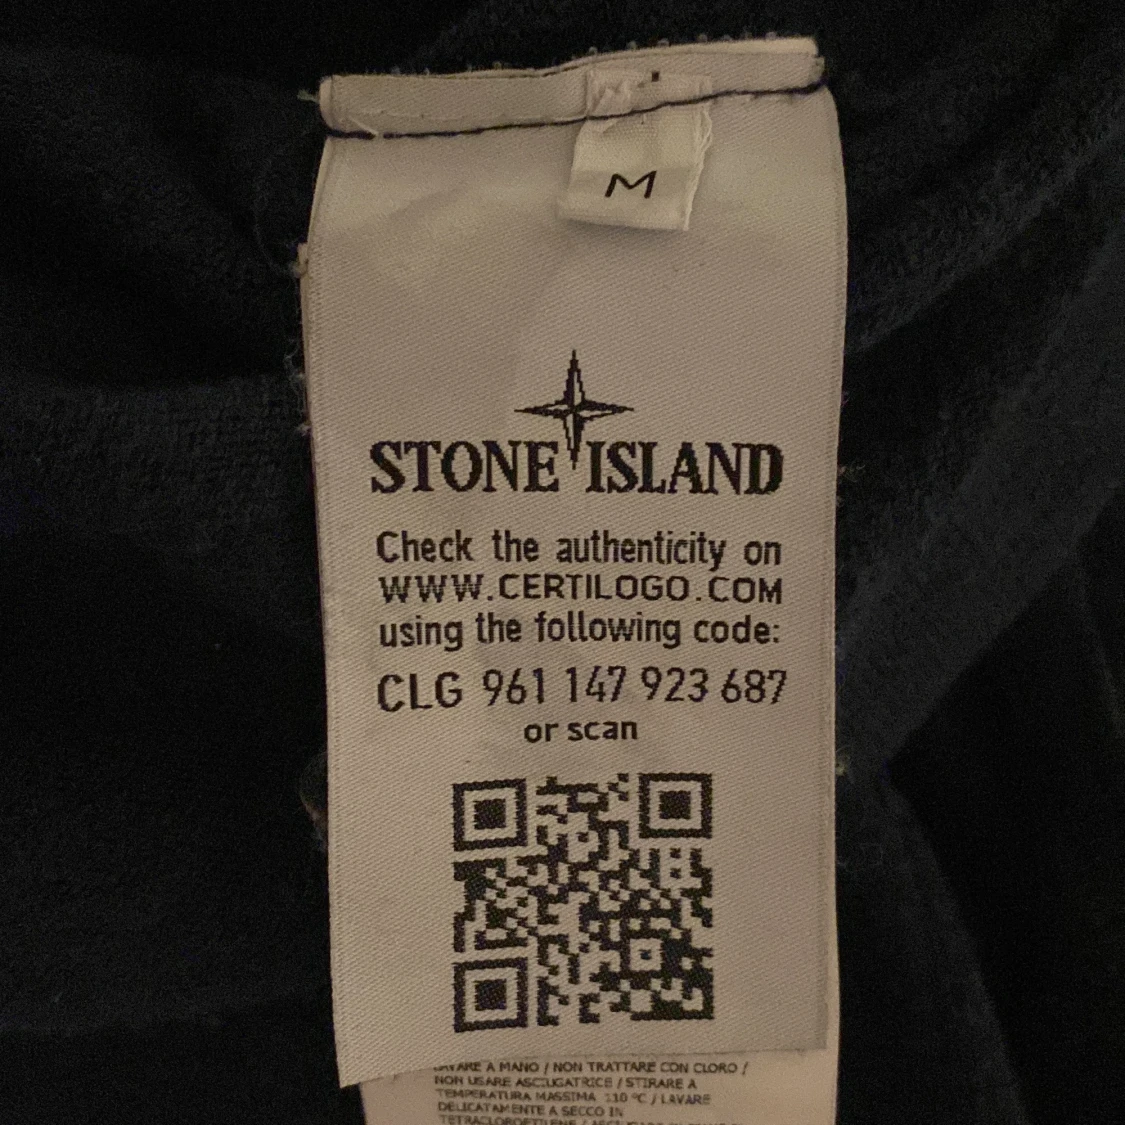 M
STONE ISLAND
Check the authenticity on
WWW.CERTILOGO.COM
using the following code:
CLG 961 147 923 687
or scan
LAVARE A MANO / NON TRATTARE CON CLORO /
NON USARE ASCIUGATRICE / STIRARE A
TEMPERATURA MASSIMA 110 °C / LAVARE
DELICATAMENTE A SECCO IN